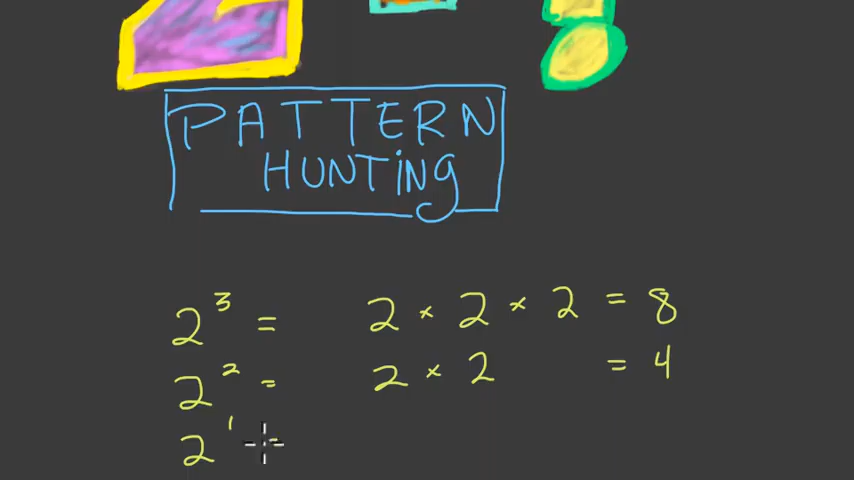 PATTERN
HUNTiNg
2³ = 2 × 2 × 2 = 8
2² = 2 × 2 = 4
2¹ =